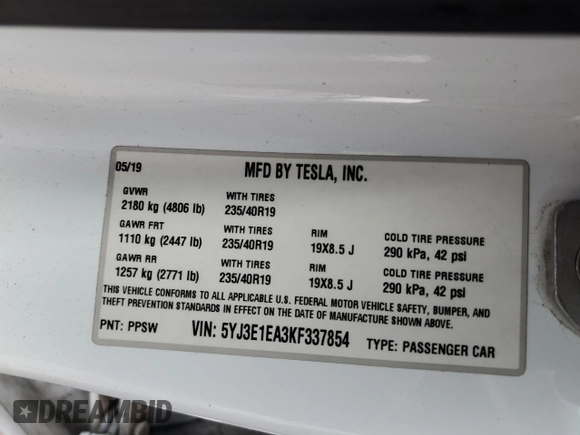 05/19 MFD BY TESLA, INC.
GVWR WITH TIRES
2180 kg (4806 lb) 235/40R19
GAWR FRT WITH TIRES RIM COLD TIRE PRESSURE
1110 kg (2447 lb) 235/40R19 19X8.5 J 290 kPa, 42 psi
GAWR RR WITH TIRES RIM COLD TIRE PRESSURE
1257 kg (2771 lb) 235/40R19 19X8.5 J 290 kPa, 42 psi
THIS VEHICLE CONFORMS TO ALL APPLICABLE U.S. FEDERAL MOTOR VEHICLE SAFETY, BUMPER, AND
THEFT PREVENTION STANDARDS IN EFFECT ON THE DATE OF MANUFACTURE SHOWN ABOVE.
PNT: PPSW VIN: 5YJ3E1EA3KF337854 TYPE: PASSENGER CAR
DREAMBID